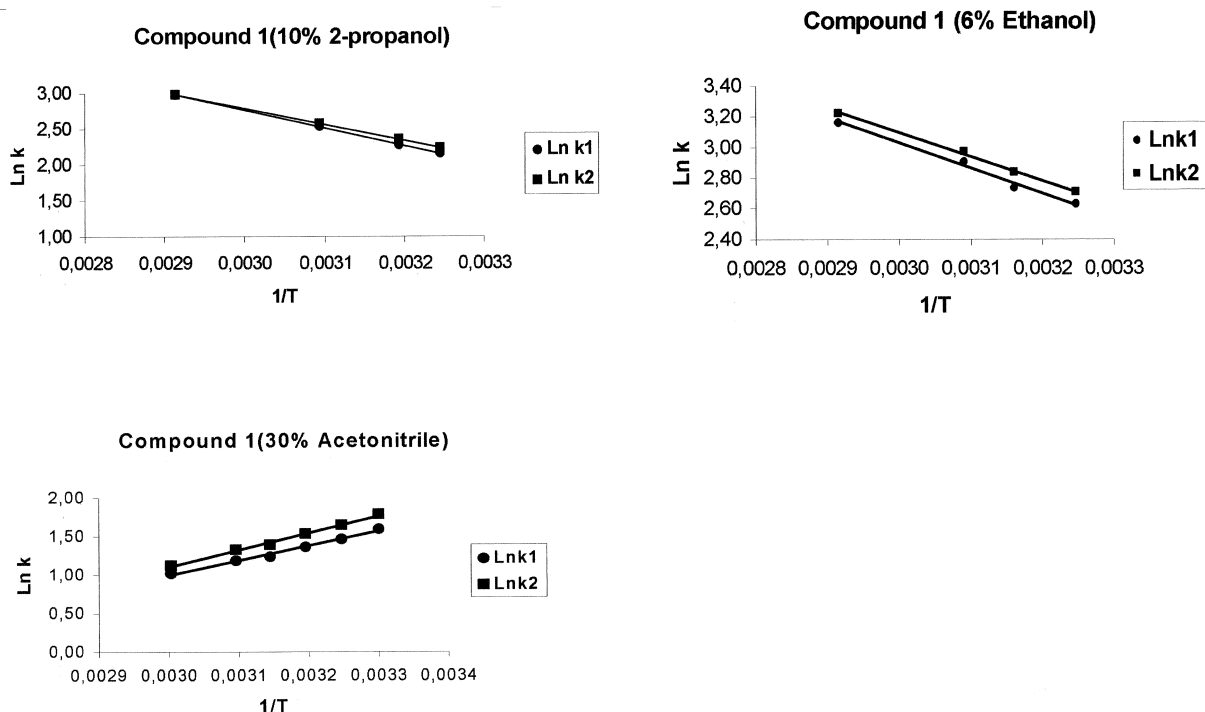 Compound 1(10% 2-propanol)
Ln k
3,00
2,50
2,00
1,50
1,00
0,0028 0,0029 0,0030 0,0031 0,0032 0,0033
1/T
Ln k1
Ln k2
Compound 1 (6% Ethanol)
Ln k
3,40
3,20
3,00
2,80
2,60
2,40
0,0028 0,0029 0,0030 0,0031 0,0032 0,0033
1/T
Lnk1
Lnk2
Compound 1(30% Acetonitrile)
Ln k
2,00
1,50
1,00
0,50
0,00
0,0029 0,0030 0,0031 0,0032 0,0033 0,0034
1/T
Lnk1
Lnk2